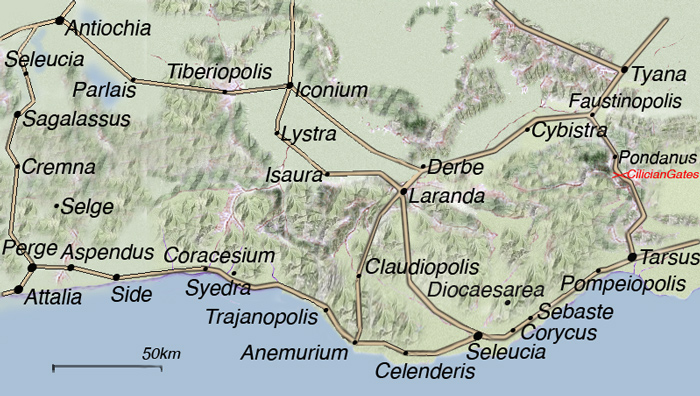 Antiochia
Seleucia
Parlais
Tiberiopolis
Iconium
Tyana
Faustinopolis
Sagalassus
Lystra
Cybistra
Pondanus
Cremna
Isaura
Derbe
CilicianGates
Laranda
Selge
Perge
Aspendus
Coracesium
Claudiopolis
Tarsus
Attalia
Side
Syedra
Diocaesarea
Pompeiopolis
Trajanopolis
Sebaste
Corycus
Anemurium
Seleucia
Celenderis
50km